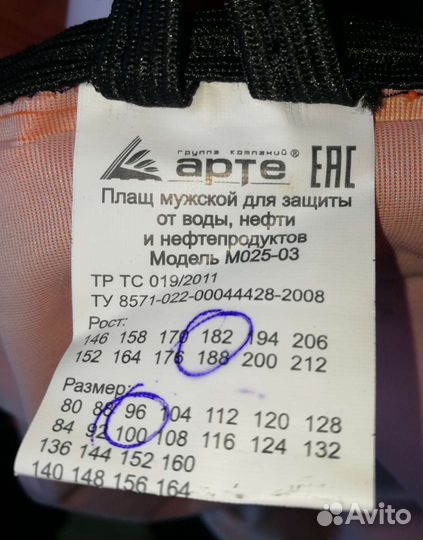 группа компаний
арте®
EAC
Плащ мужской для защиты
от воды, нефти
и нефтепродуктов
Модель М025-03
ТР ТС 019/2011
ТУ 8571-022-00044428-2008
Рост:
146 158 170 182 194 206
152 164 176 188 200 212
Размер:
80 88 96 104 112 120 128
84 92 100 108 116 124 132
136 144 152 160
140 148 156 164
Avito